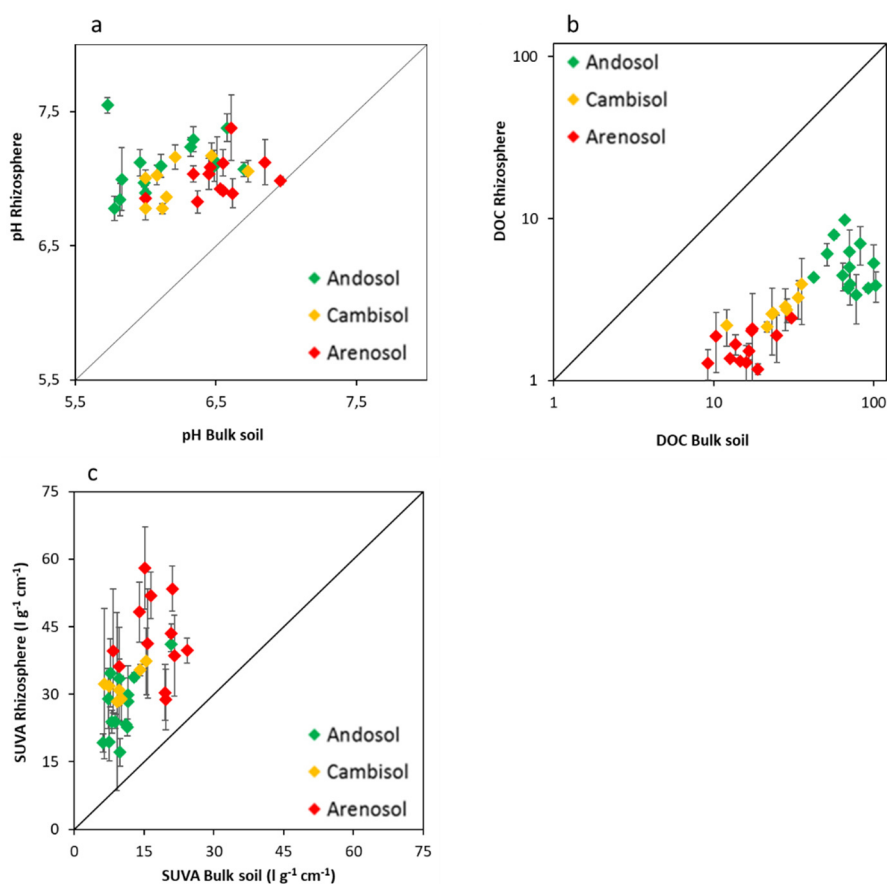 a
pH Rhizosphere
7,5
6,5
5,5
Andosol
Cambisol
Arenosol
5,5 6,5 7,5
pH Bulk soil
b
DOC Rhizosphere
100
10
1
Andosol
Cambisol
Arenosol
1 10 100
DOC Bulk soil
c
SUVA Rhizosphere (l g⁻¹ cm⁻¹)
75
60
45
30
15
0
Andosol
Cambisol
Arenosol
0 15 30 45 60 75
SUVA Bulk soil (l g⁻¹ cm⁻¹)